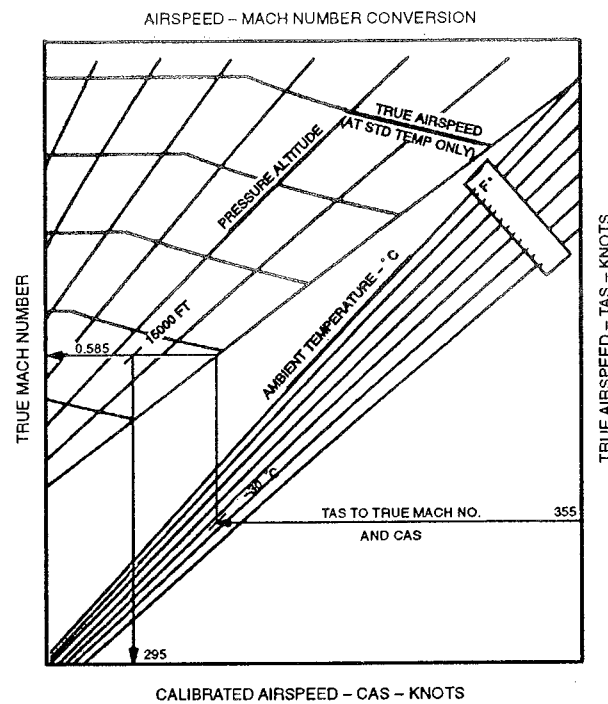 AIRSPEED – MACH NUMBER CONVERSION
TRUE AIRSPEED
(AT STD TEMP ONLY)
PRESSURE ALTITUDE
F°
TRUE MACH NUMBER
0.585
15000 FT
AMBIENT TEMPERATURE – °C
TRUE AIRSPEED – TAS – KNOTS
–30 °C
TAS TO TRUE MACH NO.
355
AND CAS
295
CALIBRATED AIRSPEED – CAS – KNOTS